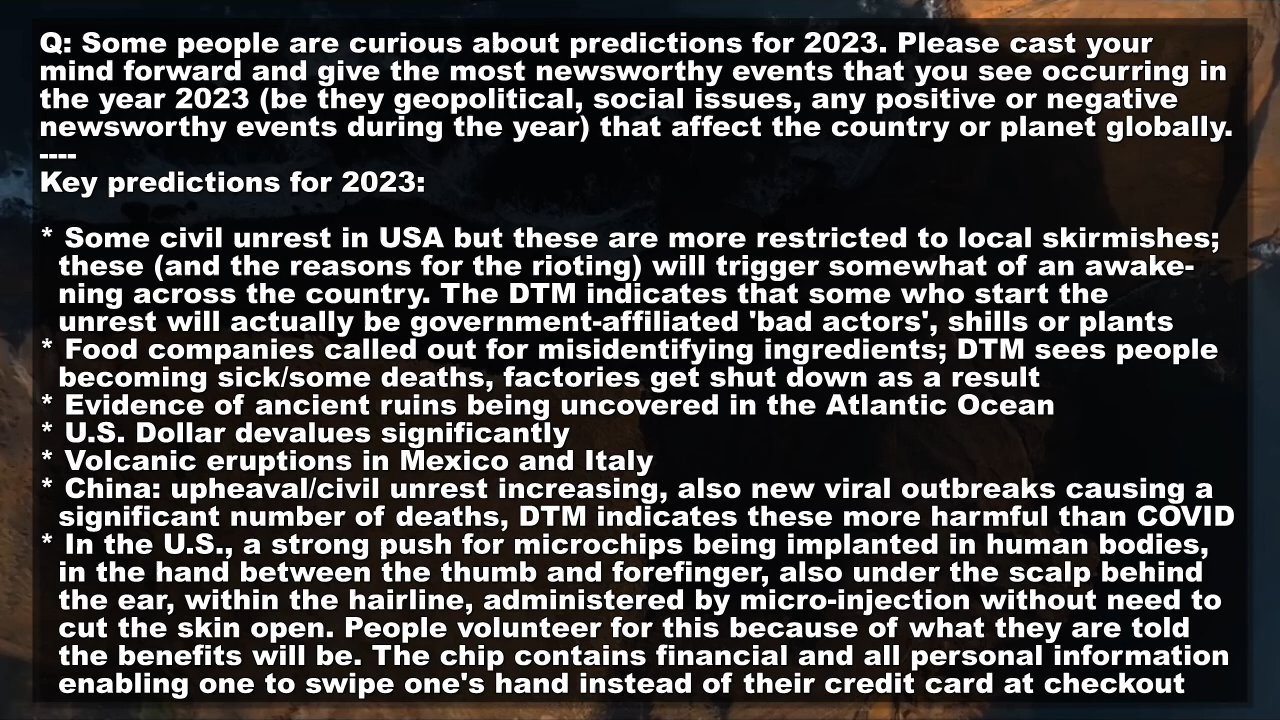 Q: Some people are curious about predictions for 2023. Please cast your
mind forward and give the most newsworthy events that you see occurring in
the year 2023 (be they geopolitical, social issues, any positive or negative
newsworthy events during the year) that affect the country or planet globally.
----
Key predictions for 2023:
* Some civil unrest in USA but these are more restricted to local skirmishes;
these (and the reasons for the rioting) will trigger somewhat of an awake-
ning across the country. The DTM indicates that some who start the
unrest will actually be government-affiliated 'bad actors', shills or plants
* Food companies called out for misidentifying ingredients; DTM sees people
becoming sick/some deaths, factories get shut down as a result
* Evidence of ancient ruins being uncovered in the Atlantic Ocean
* U.S. Dollar devalues significantly
* Volcanic eruptions in Mexico and Italy
* China: upheaval/civil unrest increasing, also new viral outbreaks causing a
significant number of deaths, DTM indicates these more harmful than COVID
* In the U.S., a strong push for microchips being implanted in human bodies,
in the hand between the thumb and forefinger, also under the scalp behind
the ear, within the hairline, administered by micro-injection without need to
cut the skin open. People volunteer for this because of what they are told
the benefits will be. The chip contains financial and all personal information
enabling one to swipe one's hand instead of their credit card at checkout